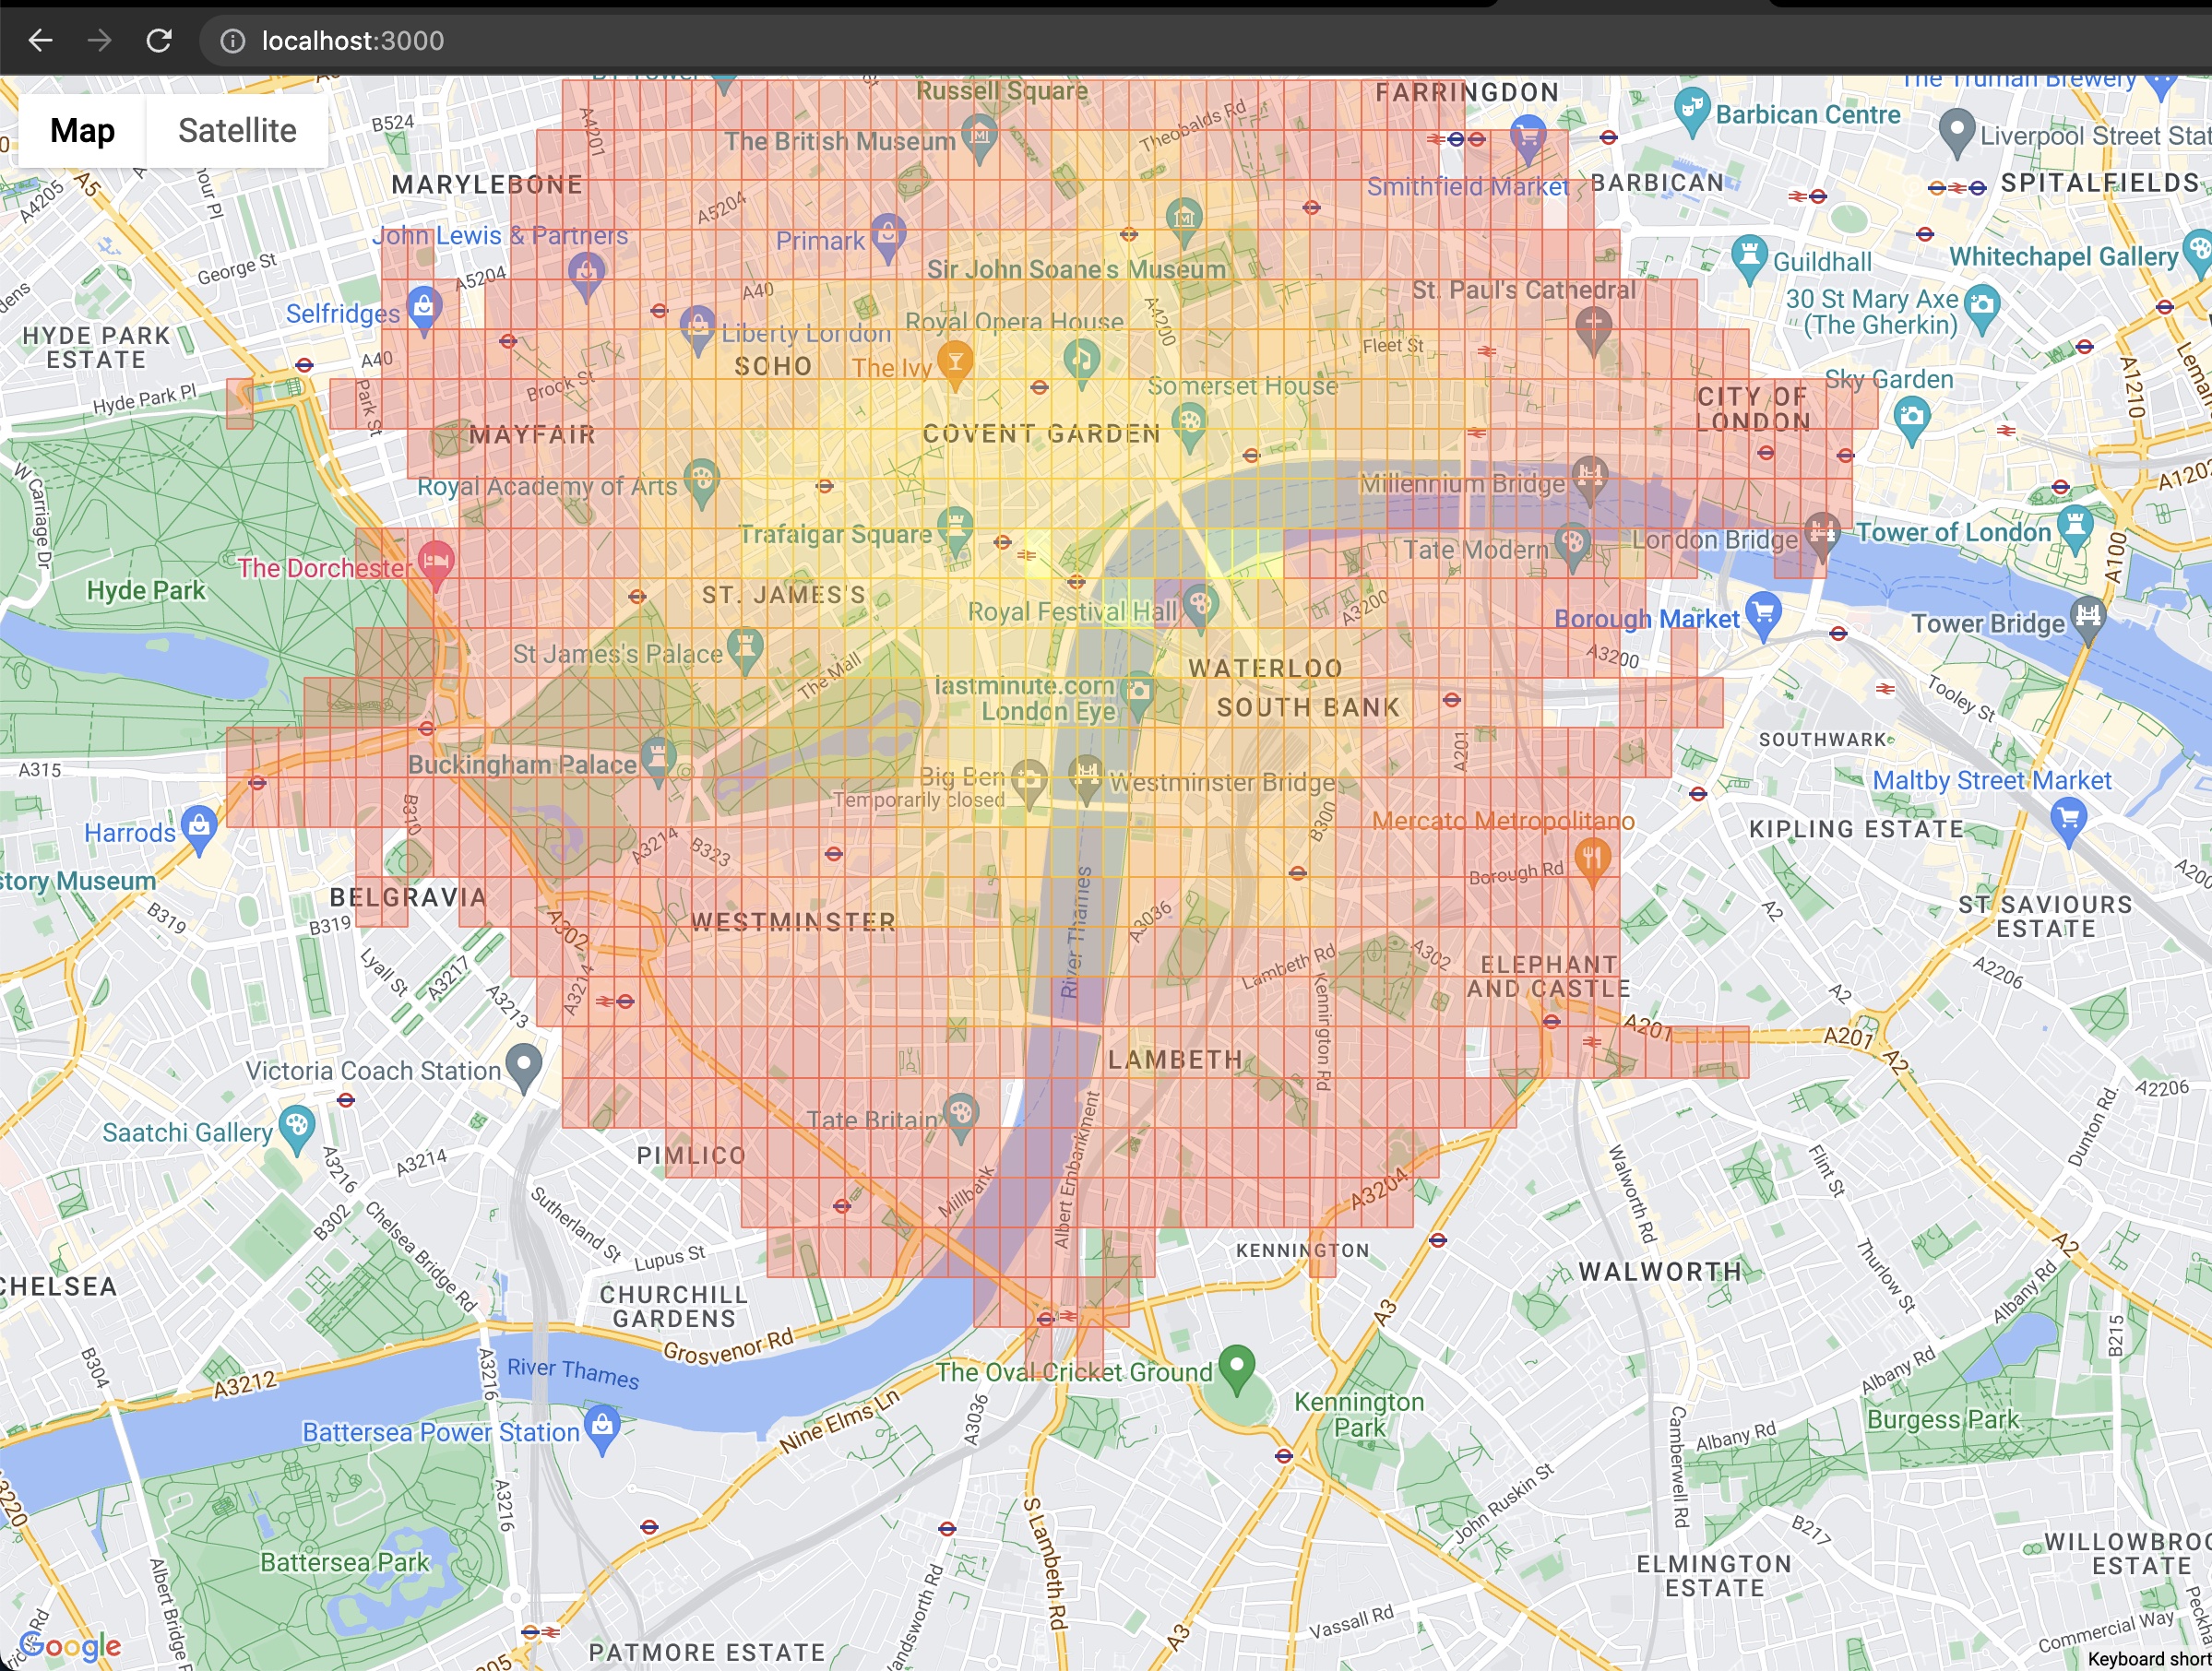 localhost:3000
Map
Satellite
B524
Russell Square
FARRINGDON
The Truman Brewery
Barbican Centre
Liverpool Street Stat
The British Museum
Theobalds Rd
A4201
A5
A4205
MARYLEBONE
Smithfield Market
BARBICAN
SPITALFIELDS
A5204
John Lewis & Partners
Primark
George St
A5204
Sir John Soane's Museum
Guildhall
Whitechapel Gallery
A40
St. Paul's Cathedral
30 St Mary Axe
(The Gherkin)
Selfridges
Liberty London
Royal Opera House
A4200
HYDE PARK
ESTATE
A40
SOHO
The Ivy
Fleet St
Brook St
Somerset House
Sky Garden
A1210
Hyde Park Pl
Park St
CITY OF
LONDON
MAYFAIR
COVENT GARDEN
W Carriage Dr
Royal Academy of Arts
Millennium Bridge
Trafalgar Square
Tate Modern
London Bridge
Tower of London
A100
The Dorchester
Hyde Park
ST. JAMES'S
Royal Festival Hall
A3200
Borough Market
Tower Bridge
St James's Palace
The Mall
WATERLOO
A3200
lastminute.com
London Eye
SOUTH BANK
Tooley St
A315
Buckingham Palace
Big Ben
Temporarily closed
Westminster Bridge
A201
SOUTHWARK
Maltby Street Market
B310
Harrods
A3214
B323
B300
Mercato Metropolitano
KIPLING ESTATE
story Museum
Borough Rd
BELGRAVIA
B319
B319
A302
WESTMINSTER
River Thames
A3036
A2
ST SAVIOURS
ESTATE
Lyall St
A3217
A3213
A3214
Lambeth Rd
A302
Kennington Rd
ELEPHANT
AND CASTLE
A2206
A2
A201
A201
A2
Victoria Coach Station
LAMBETH
A2206
Saatchi Gallery
Tate Britain
Albert Embankment
A3216
A3214
PIMLICO
Millbank
A3204
Walworth Rd
Flint St
Dunton Rd
B302
Chelsea Bridge Rd
Sutherland St
Lupus St
KENNINGTON
WALWORTH
Thurlow St
A2
CHELSEA
CHURCHILL
GARDENS
Grosvenor Rd
A3
Albany Rd
B215
B304
A3212
A3216
River Thames
The Oval Cricket Ground
Kennington
Park
Albany Rd
Burgess Park
Battersea Power Station
Nine Elms Ln
A3036
Camberwell Rd
Albany Rd
A3220
A3216
S Lambeth Rd
John Ruskin St
B217
WILLOWBROO
ESTATE
Battersea Park
Albert Bridge
ELMINGTON
ESTATE
Vassall Rd
Commercial Way
A3
PATMORE ESTATE
Google
Keyboard short